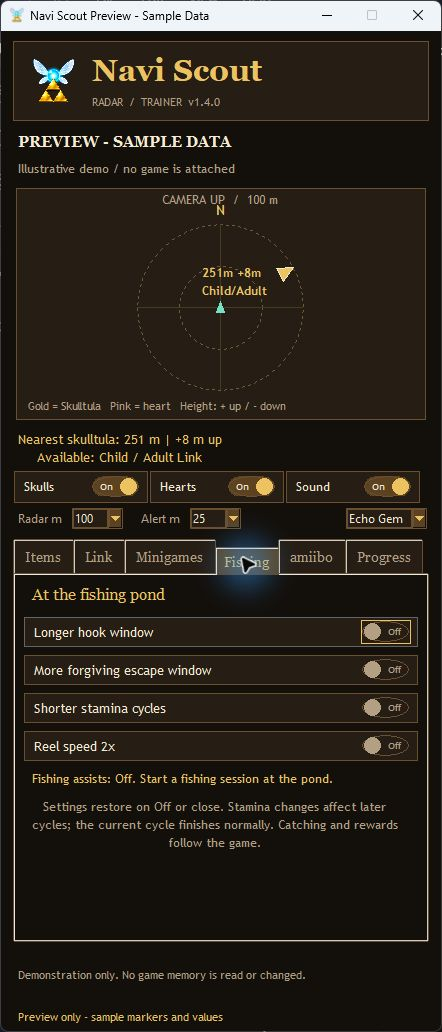 Navi Scout Preview - Sample Data
Navi Scout
RADAR / TRAINER v1.4.0
PREVIEW - SAMPLE DATA
Illustrative demo / no game is attached
CAMERA UP / 100 m
N
251m +8m
Child/Adult
Gold = Skulltula Pink = heart Height: + up / - down
Nearest skulltula: 251 m | +8 m up
Available: Child / Adult Link
Skulls On Hearts On Sound On
Radar m 100 Alert m 25 Echo Gem
Items Link Minigames Fishing amiibo Progress
At the fishing pond
Longer hook window Off
More forgiving escape window Off
Shorter stamina cycles Off
Reel speed 2x Off
Fishing assists: Off. Start a fishing session at the pond.
Settings restore on Off or close. Stamina changes affect later
cycles; the current cycle finishes normally. Catching and rewards
follow the game.
Demonstration only. No game memory is read or changed.
Preview only - sample markers and values